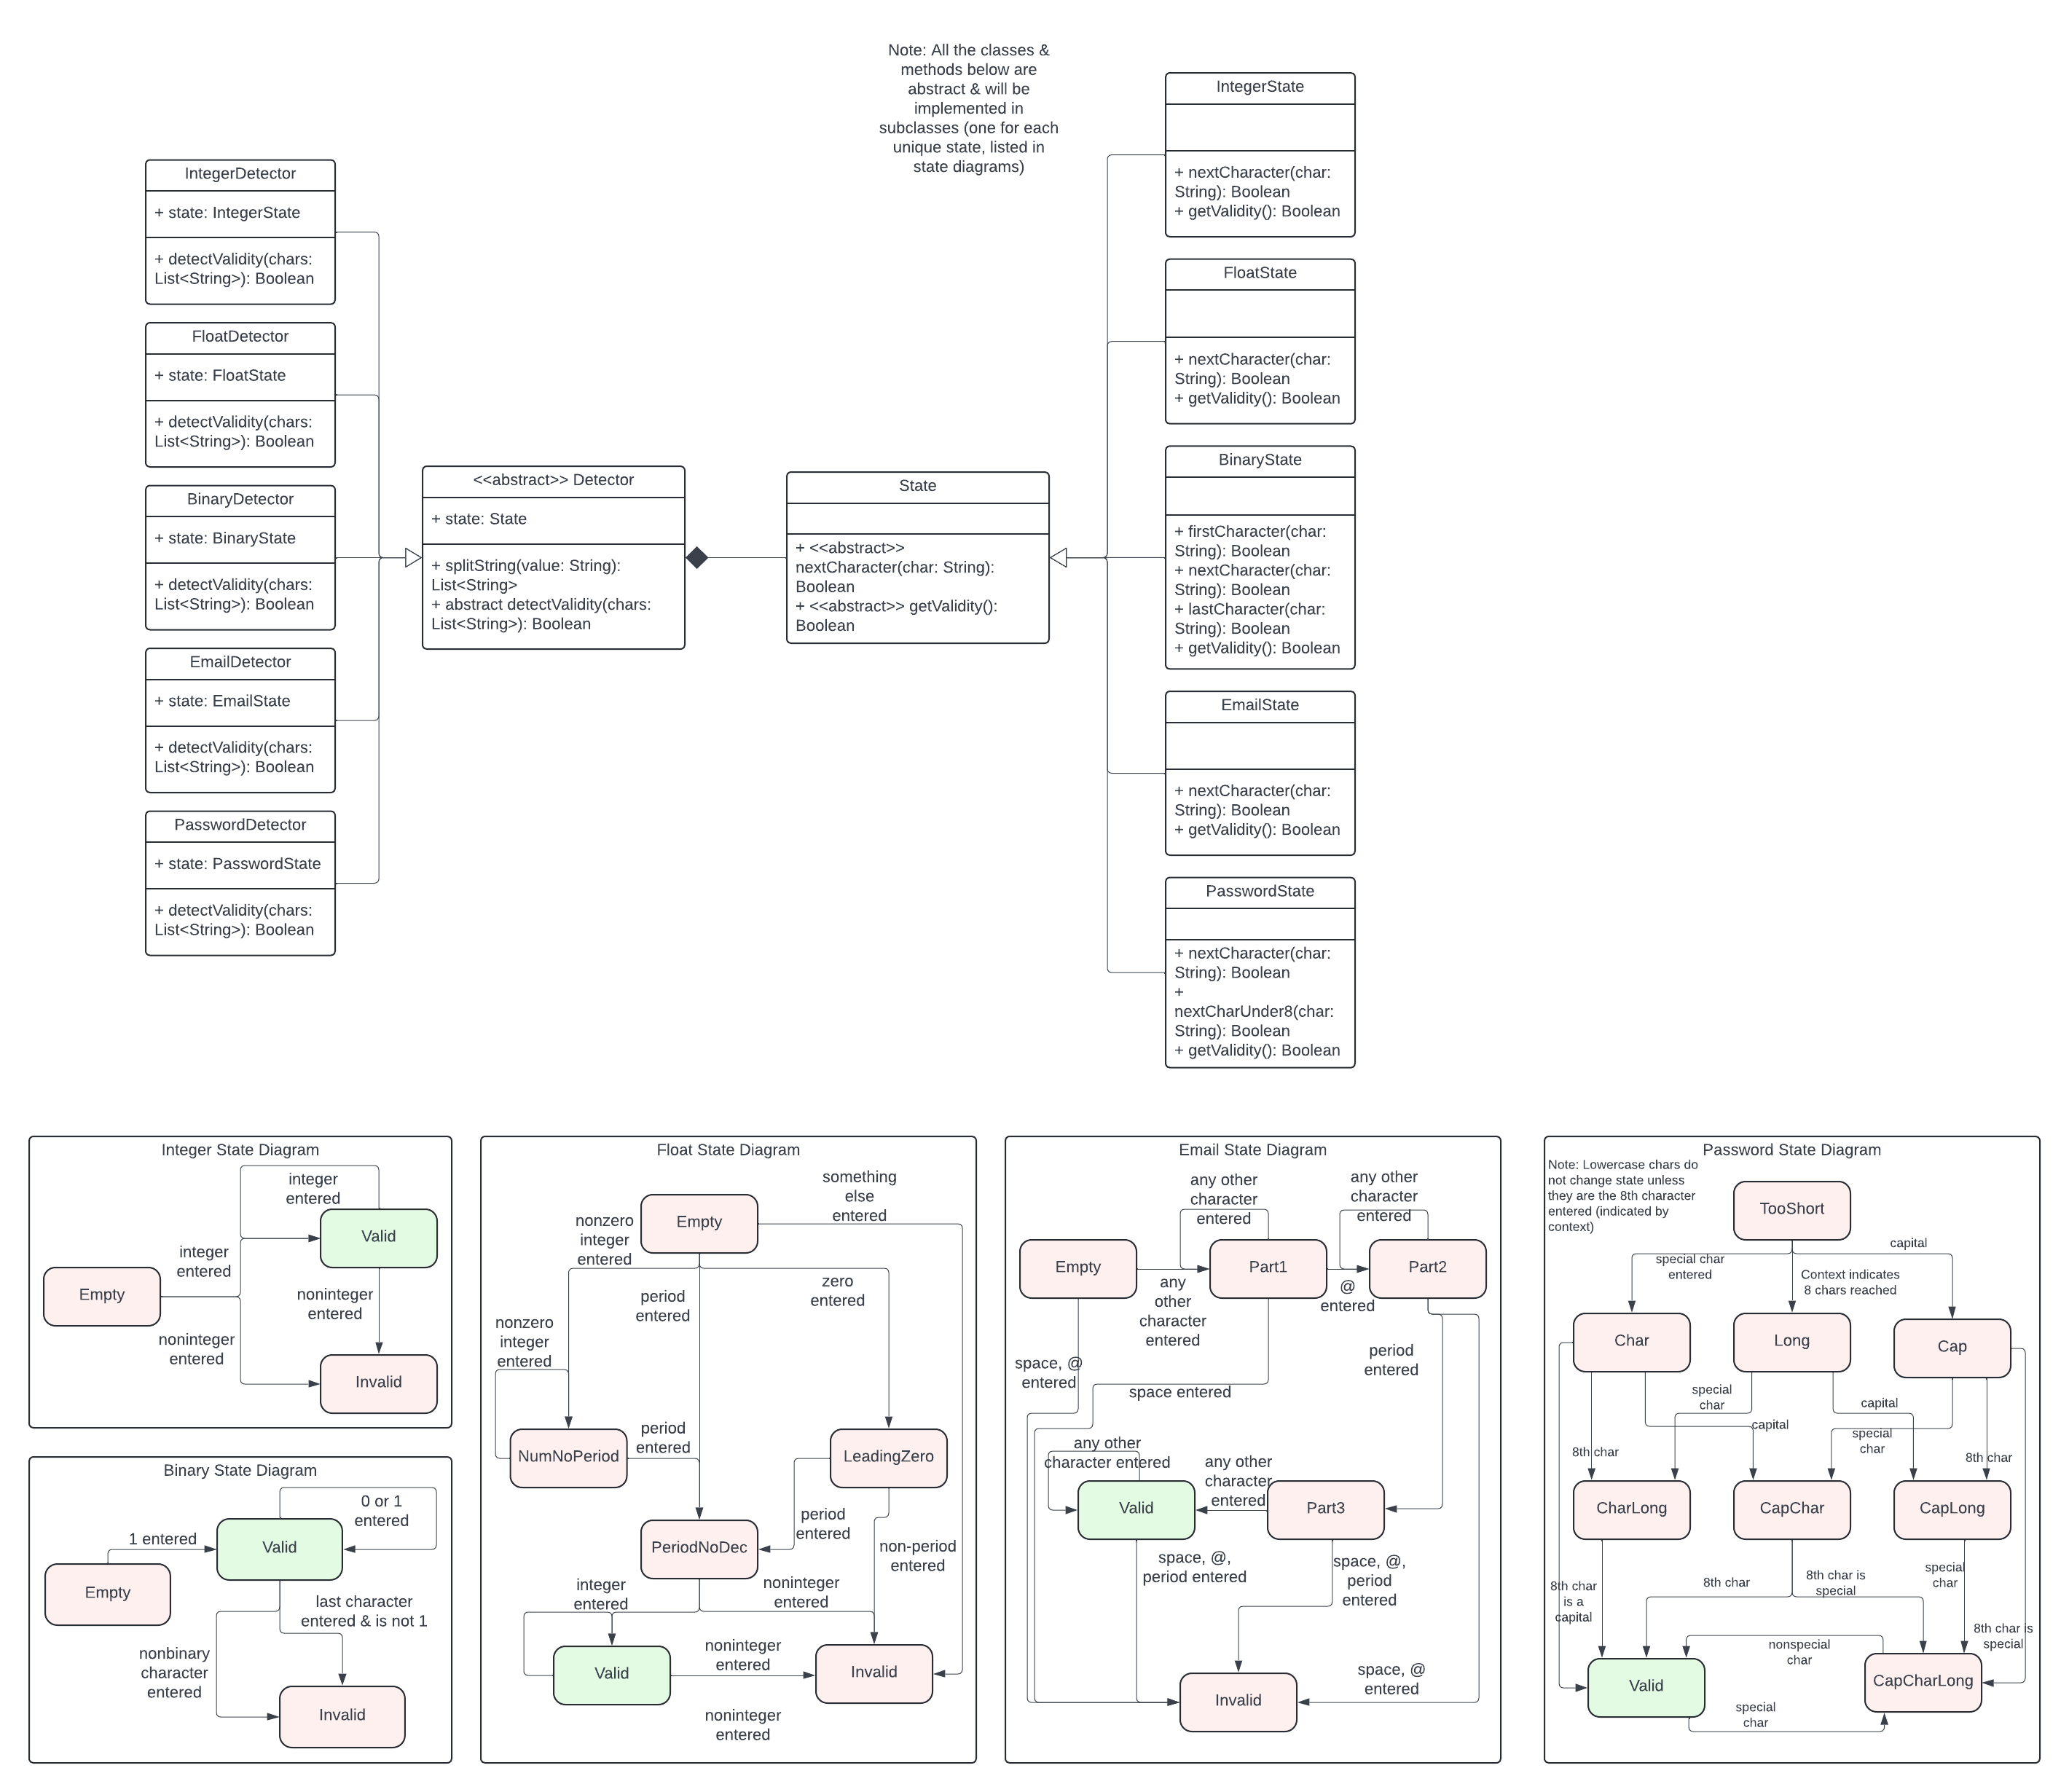 Note: All the classes &
methods below are
abstract & will be
implemented in
subclasses (one for each
unique state, listed in
state diagrams)
IntegerDetector
+ state: IntegerState
+ detectValidity(chars:
List<String>): Boolean
FloatDetector
+ state: FloatState
+ detectValidity(chars:
List<String>): Boolean
BinaryDetector
+ state: BinaryState
+ detectValidity(chars:
List<String>): Boolean
EmailDetector
+ state: EmailState
+ detectValidity(chars:
List<String>): Boolean
PasswordDetector
+ state: PasswordState
+ detectValidity(chars:
List<String>): Boolean
<<abstract>> Detector
+ state: State
+ splitString(value: String):
List<String>
+ abstract detectValidity(chars:
List<String>): Boolean
State
+ <<abstract>>
nextCharacter(char: String):
Boolean
+ <<abstract>> getValidity():
Boolean
IntegerState
+ nextCharacter(char:
String): Boolean
+ getValidity(): Boolean
FloatState
+ nextCharacter(char:
String): Boolean
+ getValidity(): Boolean
BinaryState
+ firstCharacter(char:
String): Boolean
+ nextCharacter(char:
String): Boolean
+ lastCharacter(char:
String): Boolean
+ getValidity(): Boolean
EmailState
+ nextCharacter(char:
String): Boolean
+ getValidity(): Boolean
PasswordState
+ nextCharacter(char:
String): Boolean
+
nextCharUnder8(char:
String): Boolean
+ getValidity(): Boolean
Integer State Diagram
integer
entered
Valid
integer
entered
Empty
noninteger
entered
noninteger
entered
Invalid
Binary State Diagram
0 or 1
entered
1 entered
Valid
Empty
last character
entered & is not 1
nonbinary
character
entered
Invalid
Float State Diagram
something
else
entered
Empty
nonzero
integer
entered
period
entered
zero
entered
nonzero
integer
entered
period
entered
NumNoPeriod
LeadingZero
period
entered
PeriodNoDec
non-period
entered
integer
entered
noninteger
entered
Valid
noninteger
entered
Invalid
noninteger
entered
Email State Diagram
any other
character
entered
any other
character
entered
Empty
Part1
Part2
any
other
character
entered
@
entered
space, @
entered
space entered
period
entered
any other
character entered
any other
character
entered
Valid
Part3
space, @,
period entered
space, @,
period
entered
Invalid
space, @
entered
Password State Diagram
Note: Lowercase chars do
not change state unless
they are the 8th character
entered (indicated by
context)
TooShort
special char
entered
Context indicates
8 chars reached
capital
Char
Long
Cap
special
char
capital
capital
special
char
8th char
8th char
CharLong
CapChar
CapLong
8th char
is a
capital
8th char
8th char is
special
special
char
8th char is
special
nonspecial
char
Valid
CapCharLong
special
char